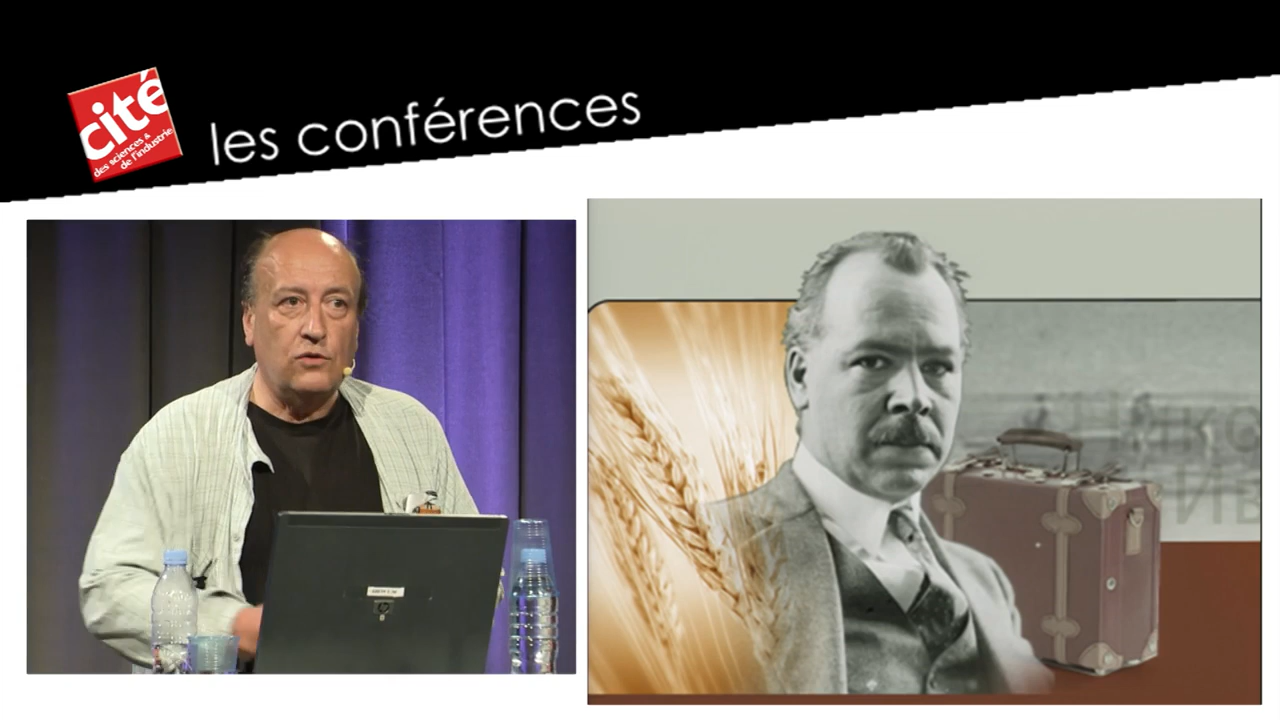 cité
des sciences &
de l'industrie
les conférences